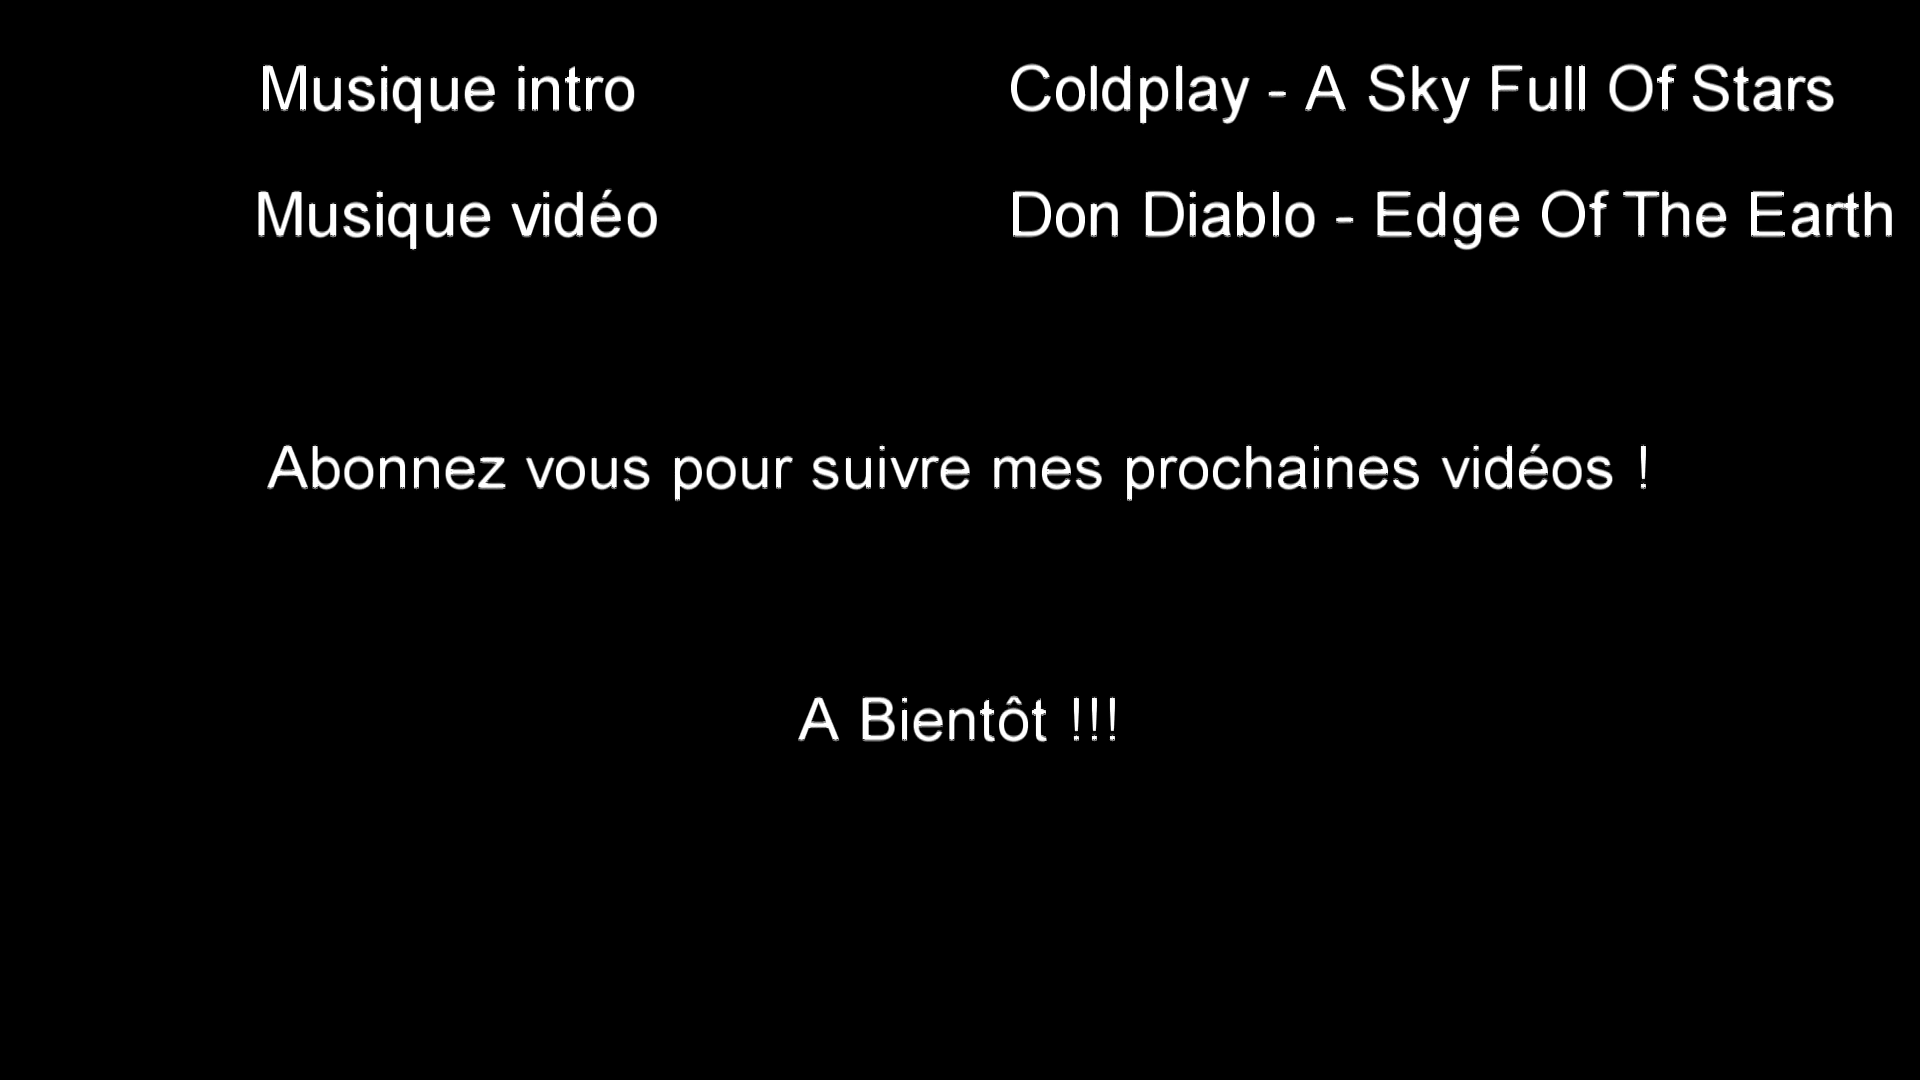 Musique intro Coldplay - A Sky Full Of Stars
Musique vidéo Don Diablo - Edge Of The Earth
Abonnez vous pour suivre mes prochaines vidéos !
A Bientôt !!!